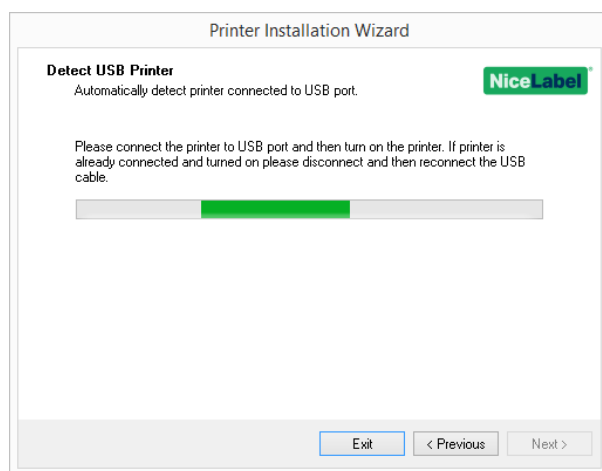 Printer Installation Wizard
Detect USB Printer
Automatically detect printer connected to USB port.
NiceLabel
Please connect the printer to USB port and then turn on the printer. If printer is
already connected and turned on please disconnect and then reconnect the USB
cable.
Exit
< Previous
Next >